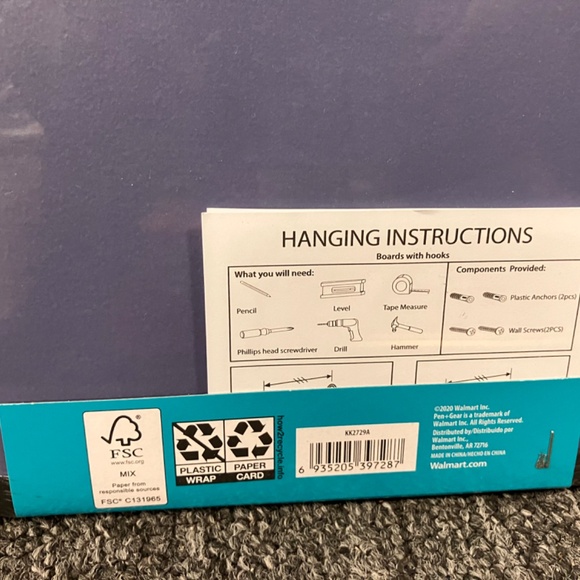 HANGING INSTRUCTIONS
Boards with hooks
What you will need:
Pencil
Level
Tape Measure
Phillips head screwdriver
Drill
Hammer
Components Provided:
Plastic Anchors (2pcs)
Wall Screws(2PCS)
FSC
www.fsc.org
MIX
Paper from
responsible sources
FSC® C131965
PLASTIC
WRAP
PAPER
CARD
how2recycle.info
KK2729A
6 935205 397287
©2020 Walmart Inc.
Pen+Gear is a trademark of
Walmart Inc. All Rights Reserved.
Distributed by/Distribuido por
Walmart Inc.,
Bentonville, AR 72716
MADE IN CHINA/HECHO EN CHINA
Walmart.com